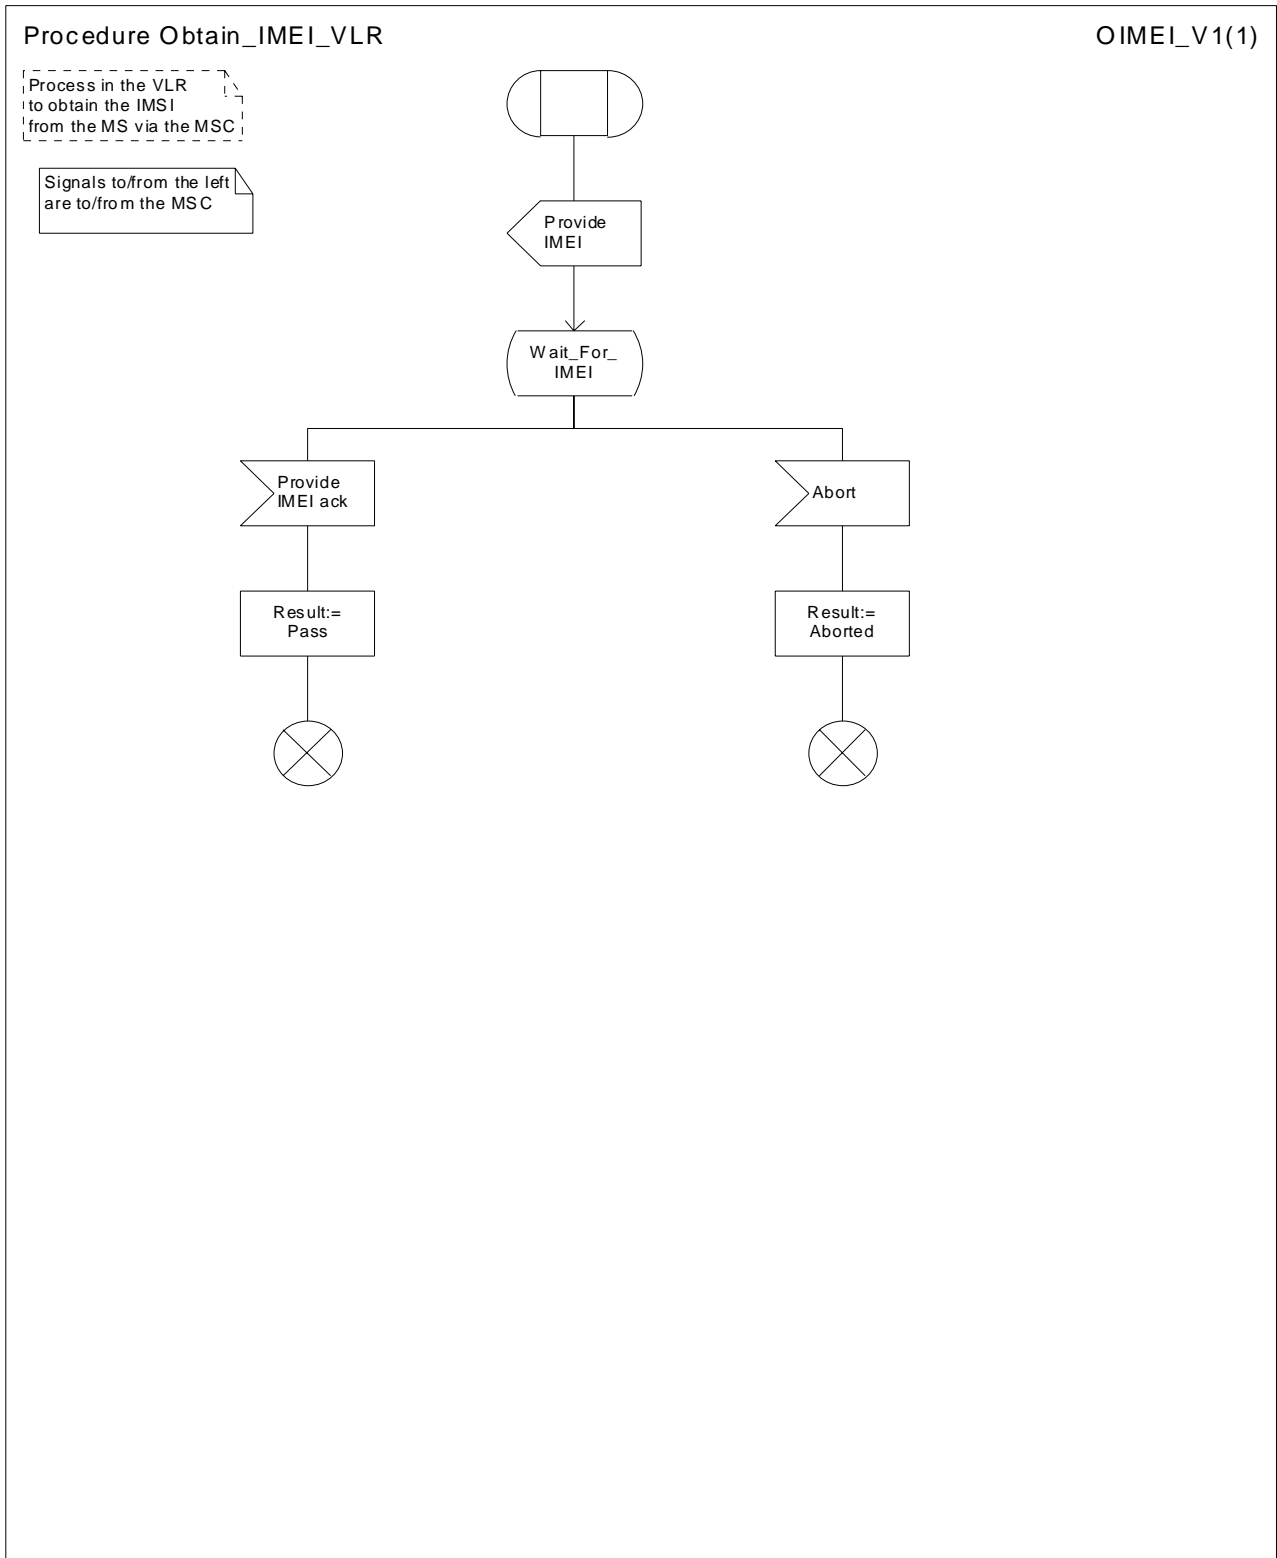 Procedure Obtain_IMEI_VLR
OIMEI_V1(1)
Process in the VLR
to obtain the IMSI
from the MS via the MSC
Signals to/from the left
are to/from the MSC
Provide
IMEI
Wait_For_
IMEI
Provide
IMEI ack
Abort
Result:=
Pass
Result:=
Aborted